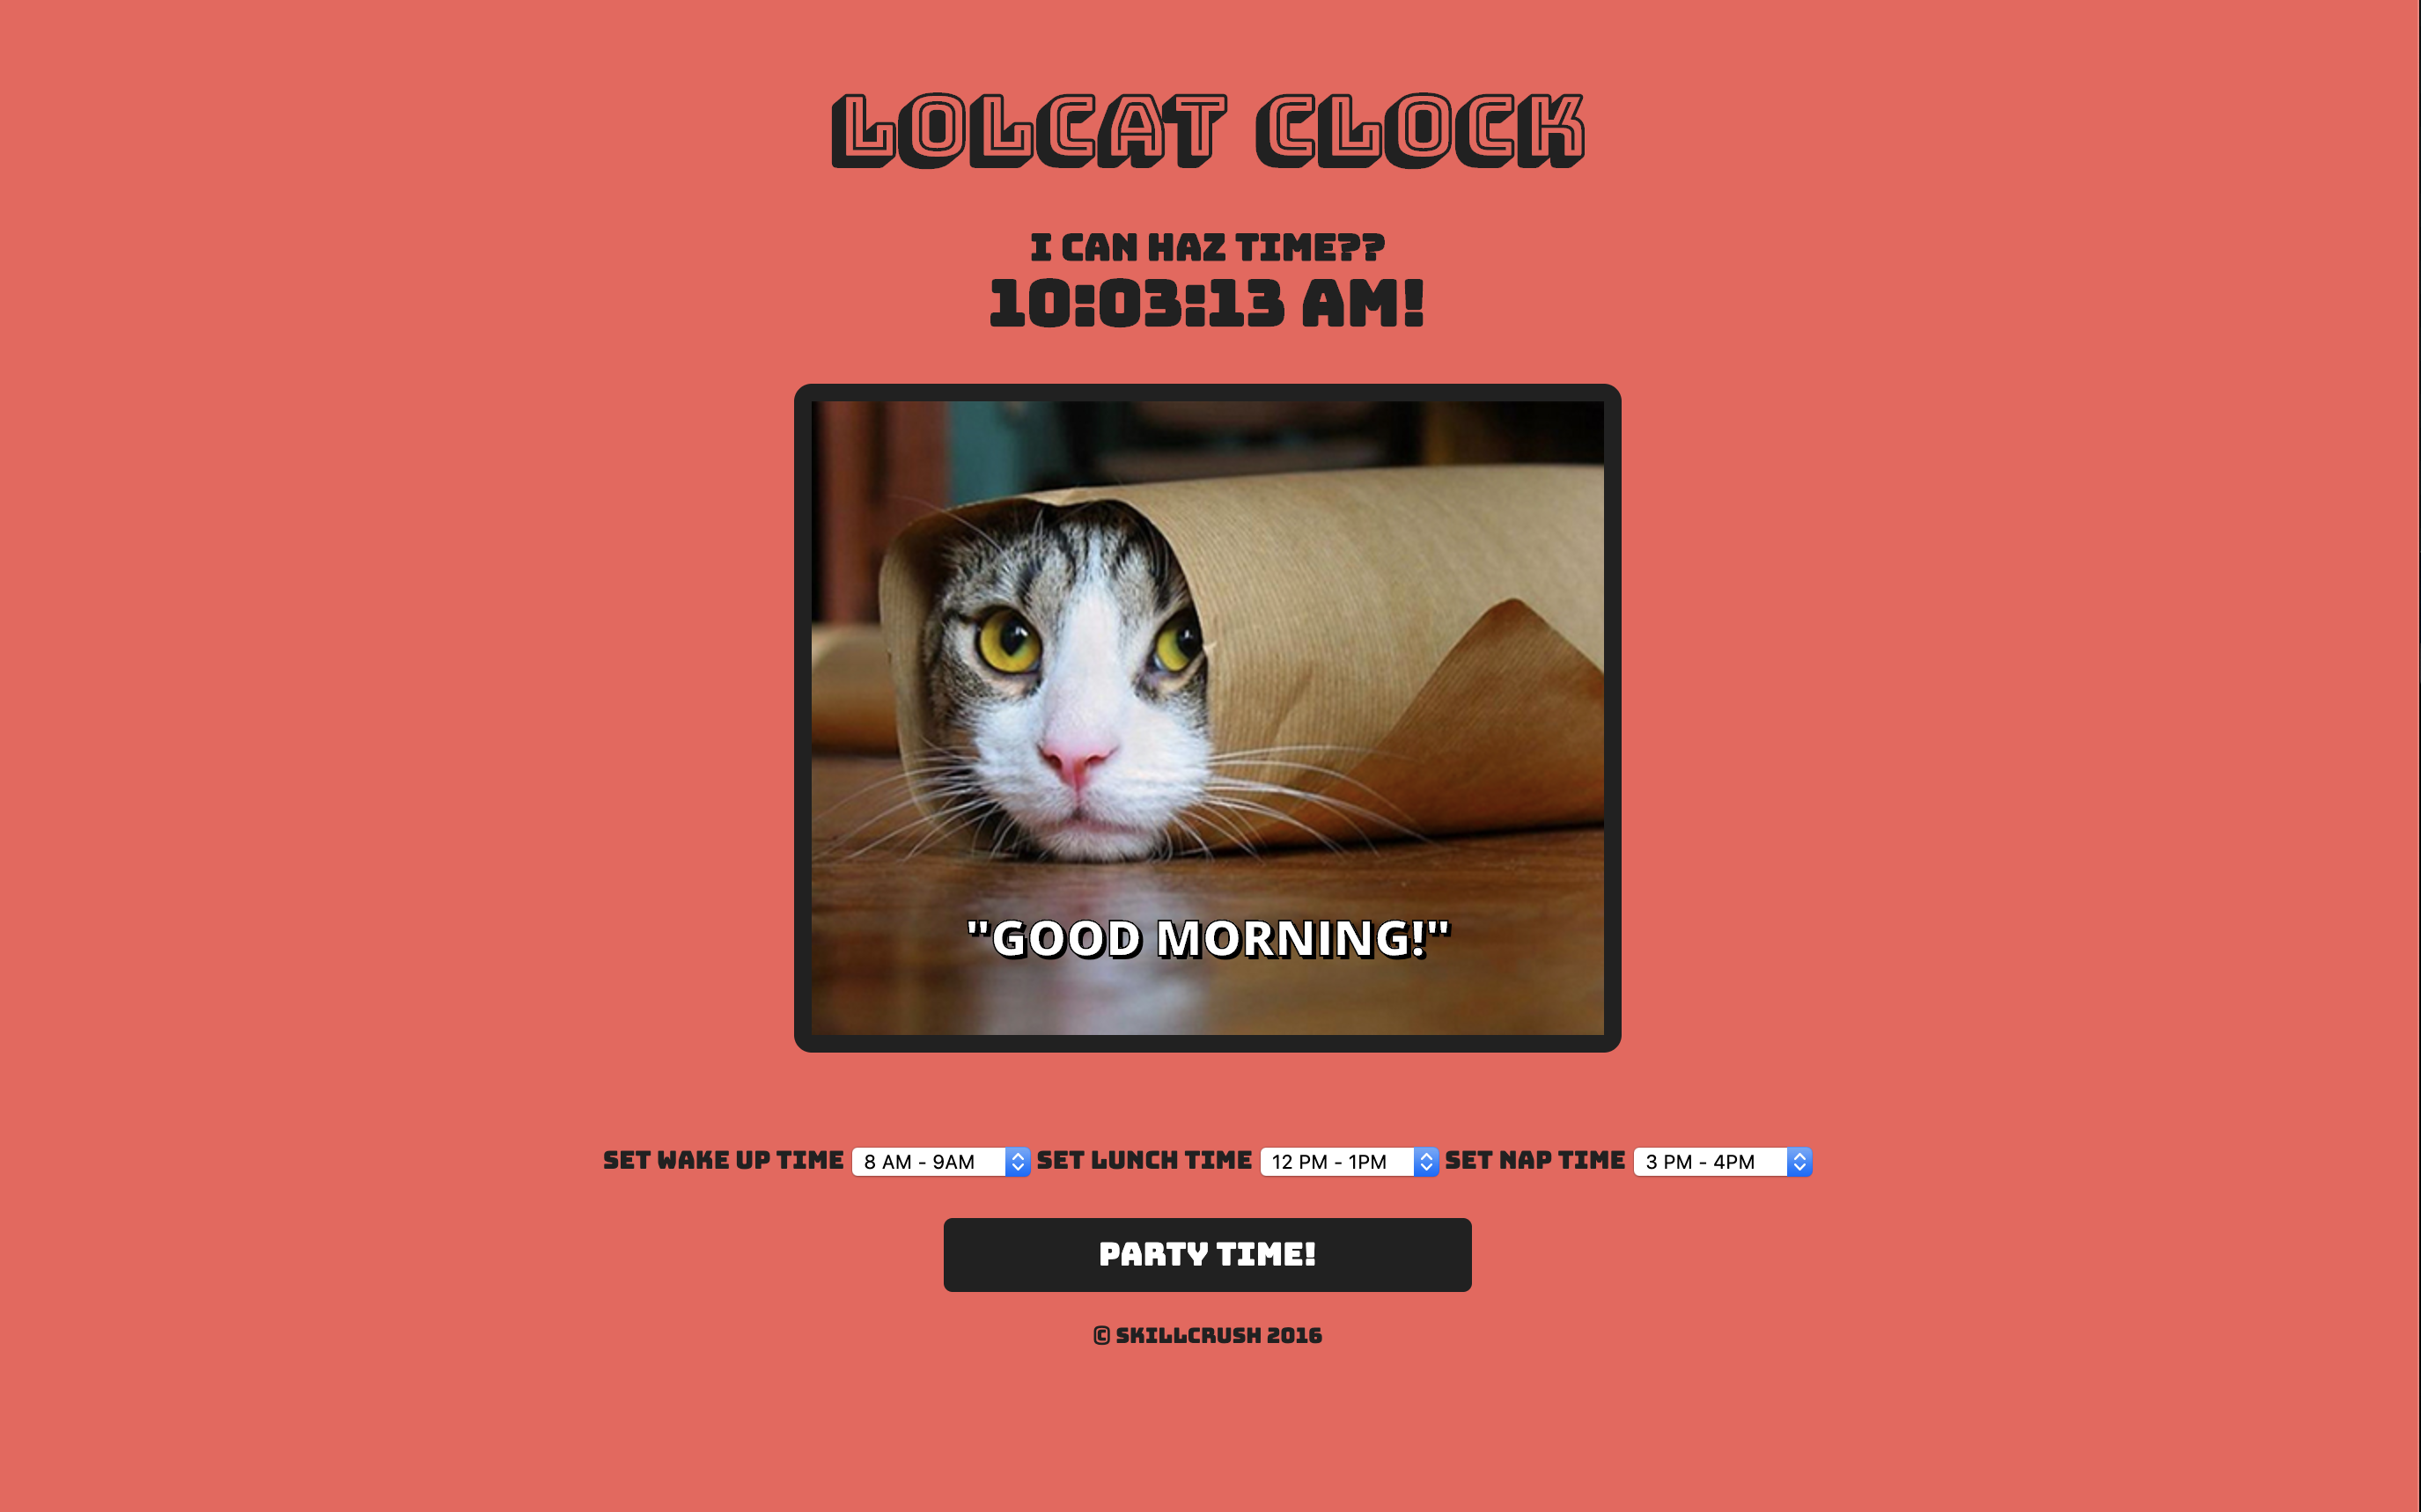 LOLCAT CLOCK
I CAN HAZ TIME??
10:03:13 AM!
"GOOD MORNING!"
SET WAKE UP TIME 8 AM - 9AM SET LUNCH TIME 12 PM - 1PM SET NAP TIME 3 PM - 4PM
PARTY TIME!
© SKILLCRUSH 2016